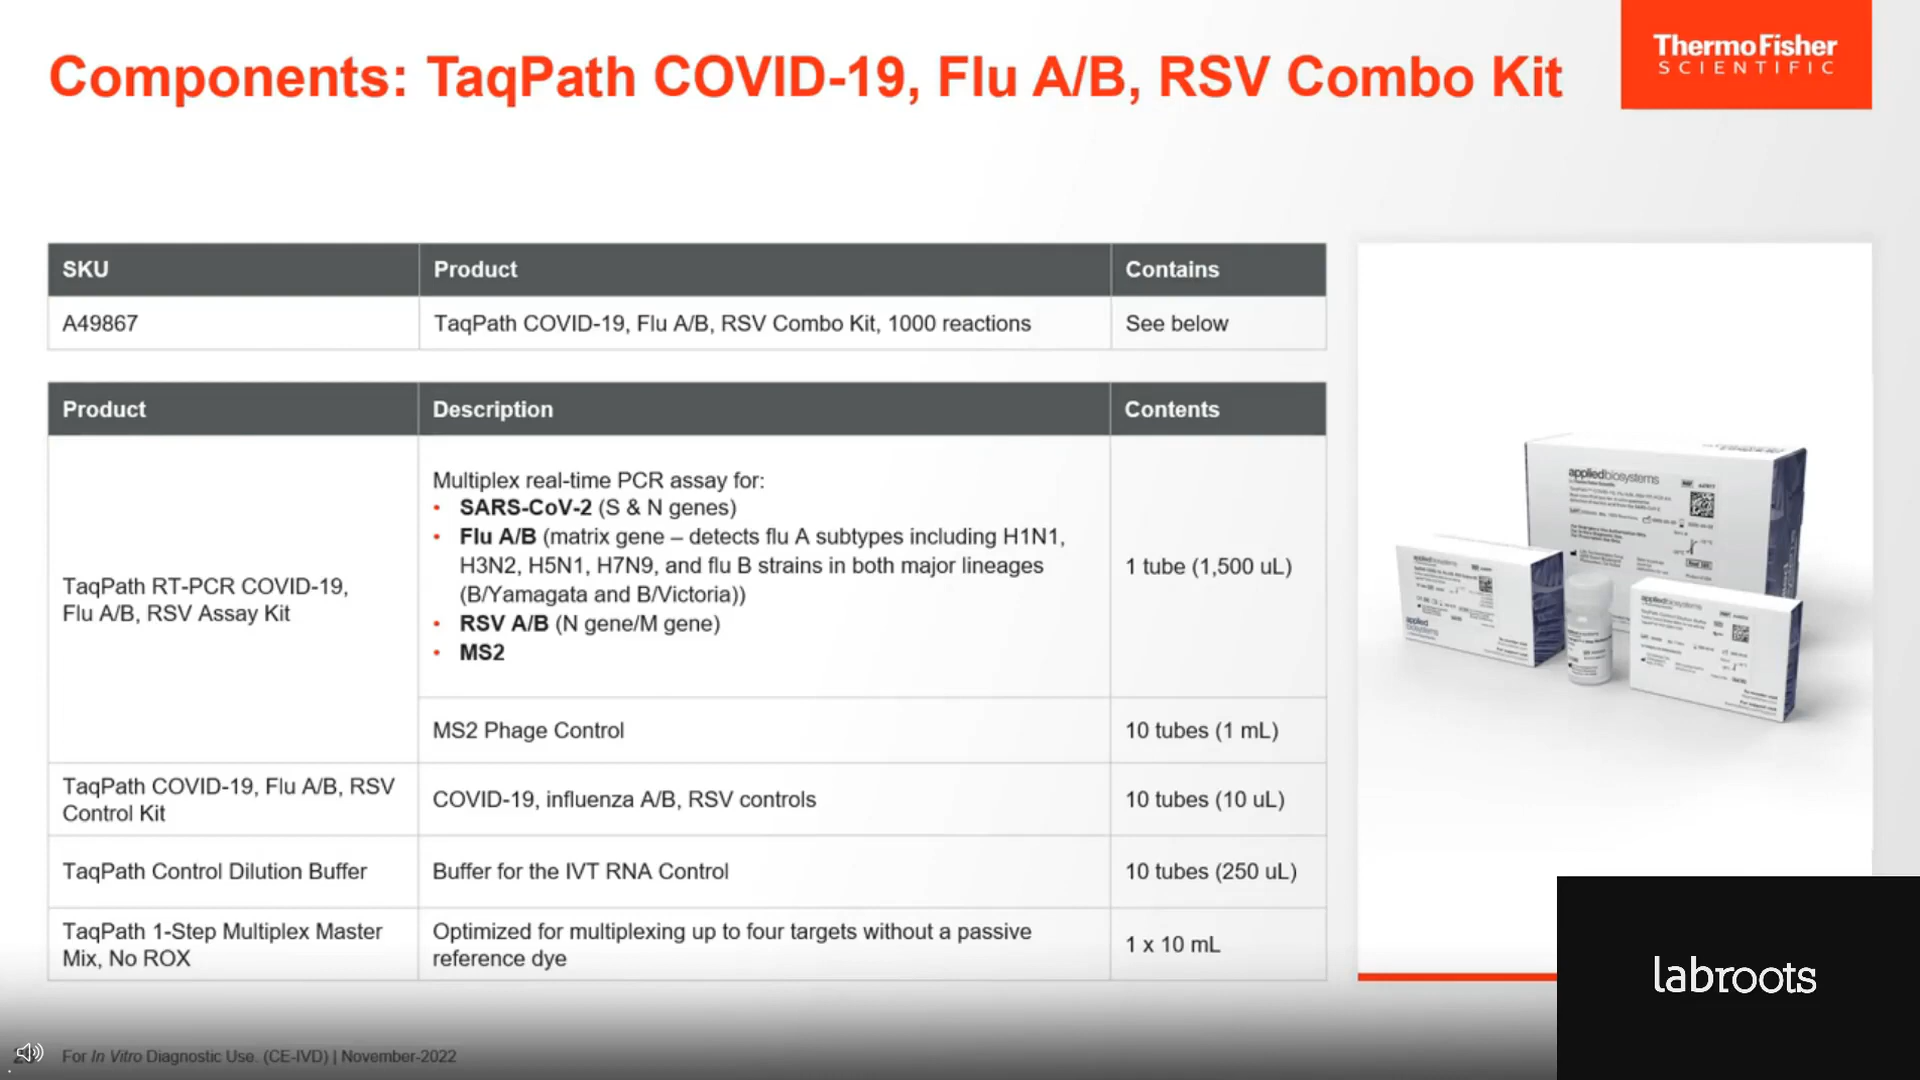 Components: TaqPath COVID-19, Flu A/B, RSV Combo Kit
ThermoFisher
SCIENTIFIC
SKU
Product
Contains
A49867
TaqPath COVID-19, Flu A/B, RSV Combo Kit, 1000 reactions
See below
Product
Description
Contents
TaqPath RT-PCR COVID-19,
Flu A/B, RSV Assay Kit
Multiplex real-time PCR assay for:
• SARS-CoV-2 (S & N genes)
• Flu A/B (matrix gene – detects flu A subtypes including H1N1,
H3N2, H5N1, H7N9, and flu B strains in both major lineages
(B/Yamagata and B/Victoria))
• RSV A/B (N gene/M gene)
• MS2
1 tube (1,500 uL)
MS2 Phage Control
10 tubes (1 mL)
TaqPath COVID-19, Flu A/B, RSV
Control Kit
COVID-19, influenza A/B, RSV controls
10 tubes (10 uL)
TaqPath Control Dilution Buffer
Buffer for the IVT RNA Control
10 tubes (250 uL)
TaqPath 1-Step Multiplex Master
Mix, No ROX
Optimized for multiplexing up to four targets without a passive
reference dye
1 x 10 mL
appliedbiosystems
appliedbiosystems
applied
biosystems
appliedbiosystems
labroots
For In Vitro Diagnostic Use. (CE-IVD) | November-2022